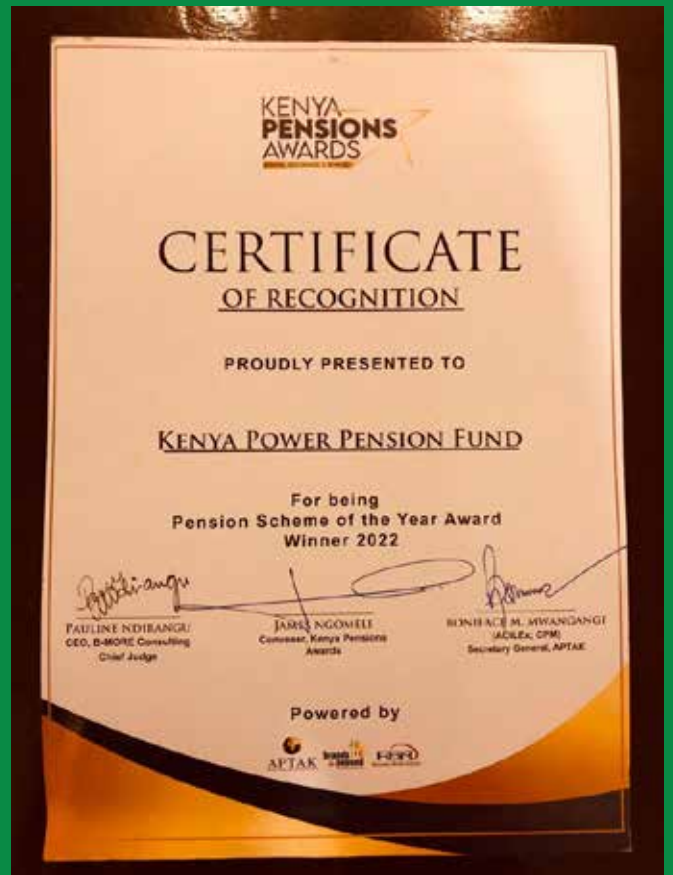 KENYA
PENSIONS
AWARDS
CERTIFICATE
OF RECOGNITION
PROUDLY PRESENTED TO
KENYA POWER PENSION FUND
For being
Pension Scheme of the Year Award
Winner 2022
PAULINE NDIRANGU
CEO, B-MORE Consulting
Chief Judge
JAMES NGOMELI
Convener, Kenya Pensions
Awards
BONIFACE M. MWANGANGI
(ACILEx, CPM)
Secretary General, APTAK
Powered by
APTAK
brands